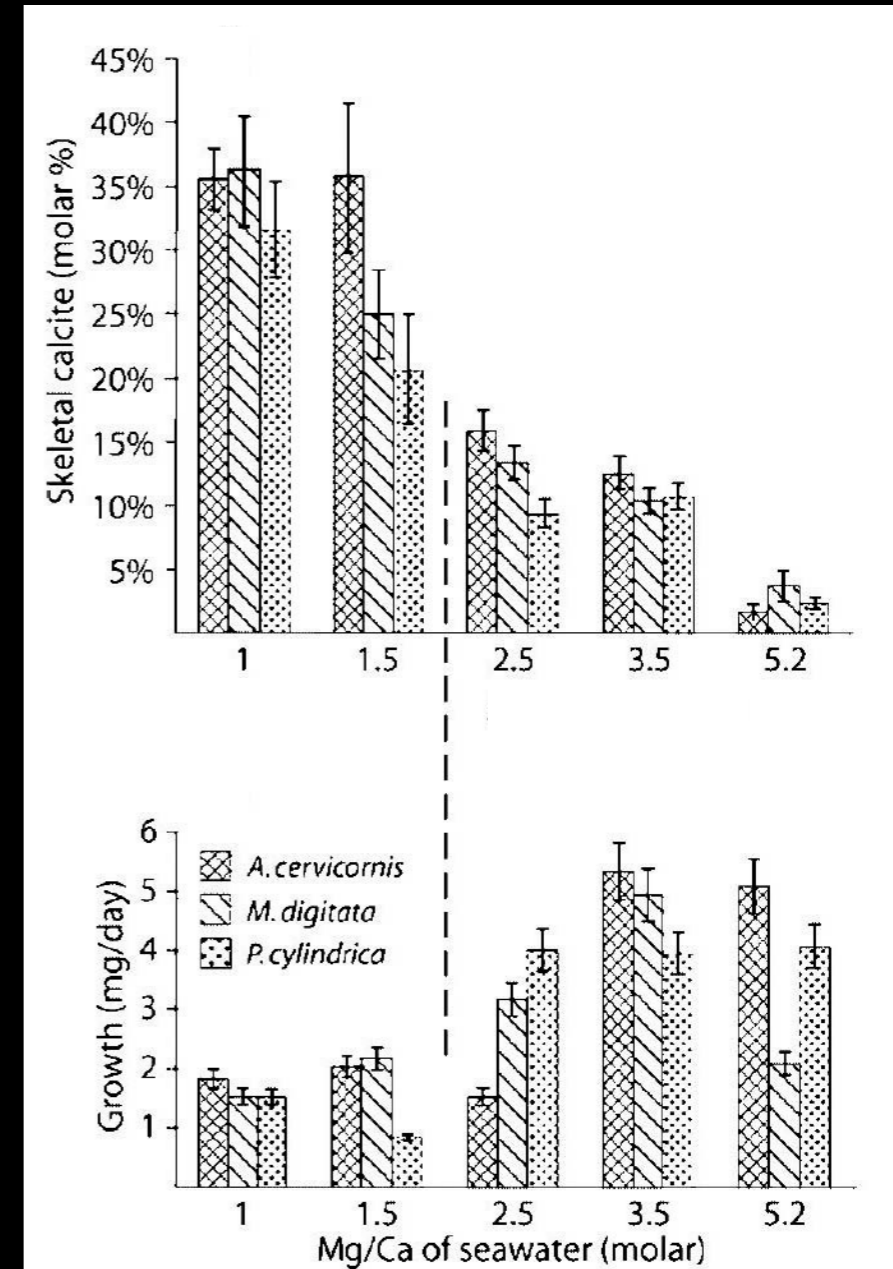 45%
40%
35%
30%
25%
20%
15%
10%
5%
Skeletal calcite (molar %)
1 1.5 2.5 3.5 5.2
6
5
4
3
2
1
Growth (mg/day)
A. cervicornis
M. digitata
P. cylindrica
1 1.5 2.5 3.5 5.2
Mg/Ca of seawater (molar)